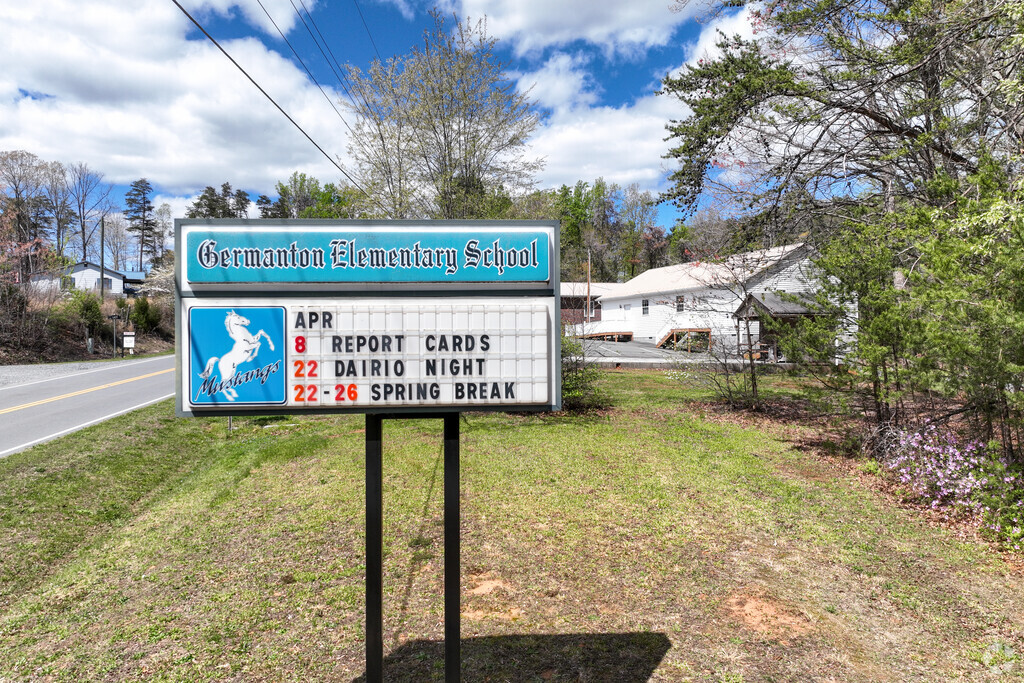 Germanton Elementary School
Mustangs
APR
8 REPORT CARDS
22 DAIRIO NIGHT
22-26 SPRING BREAK